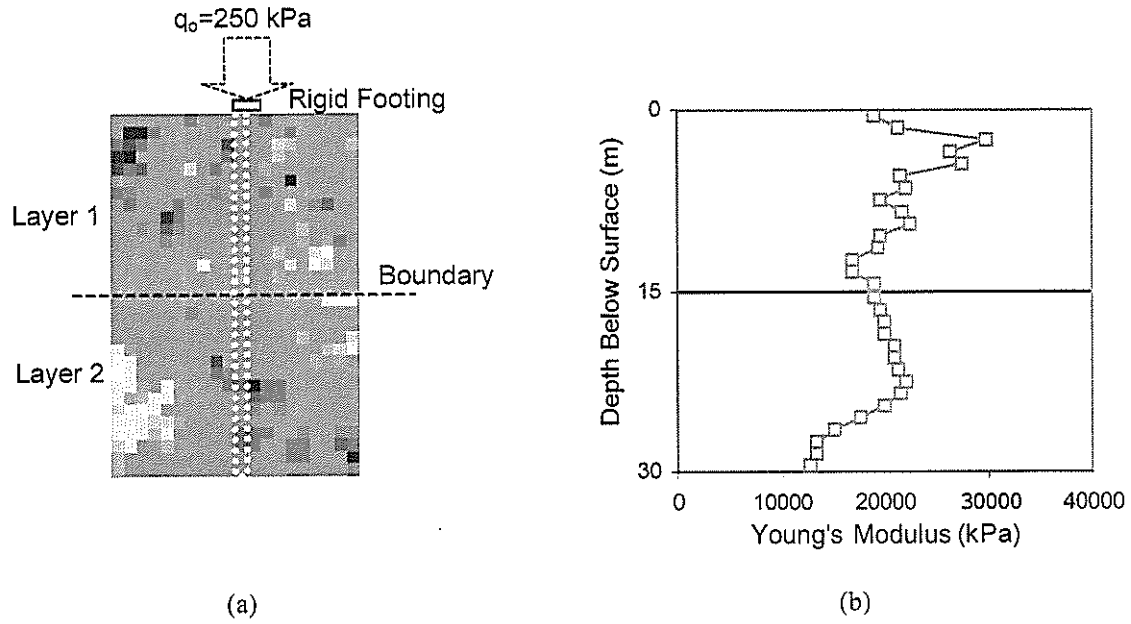 qₒ=250 kPa
Rigid Footing
Layer 1
Boundary
Layer 2
(a)
0
15
30
Depth Below Surface (m)
0 10000 20000 30000 40000
Young's Modulus (kPa)
(b)